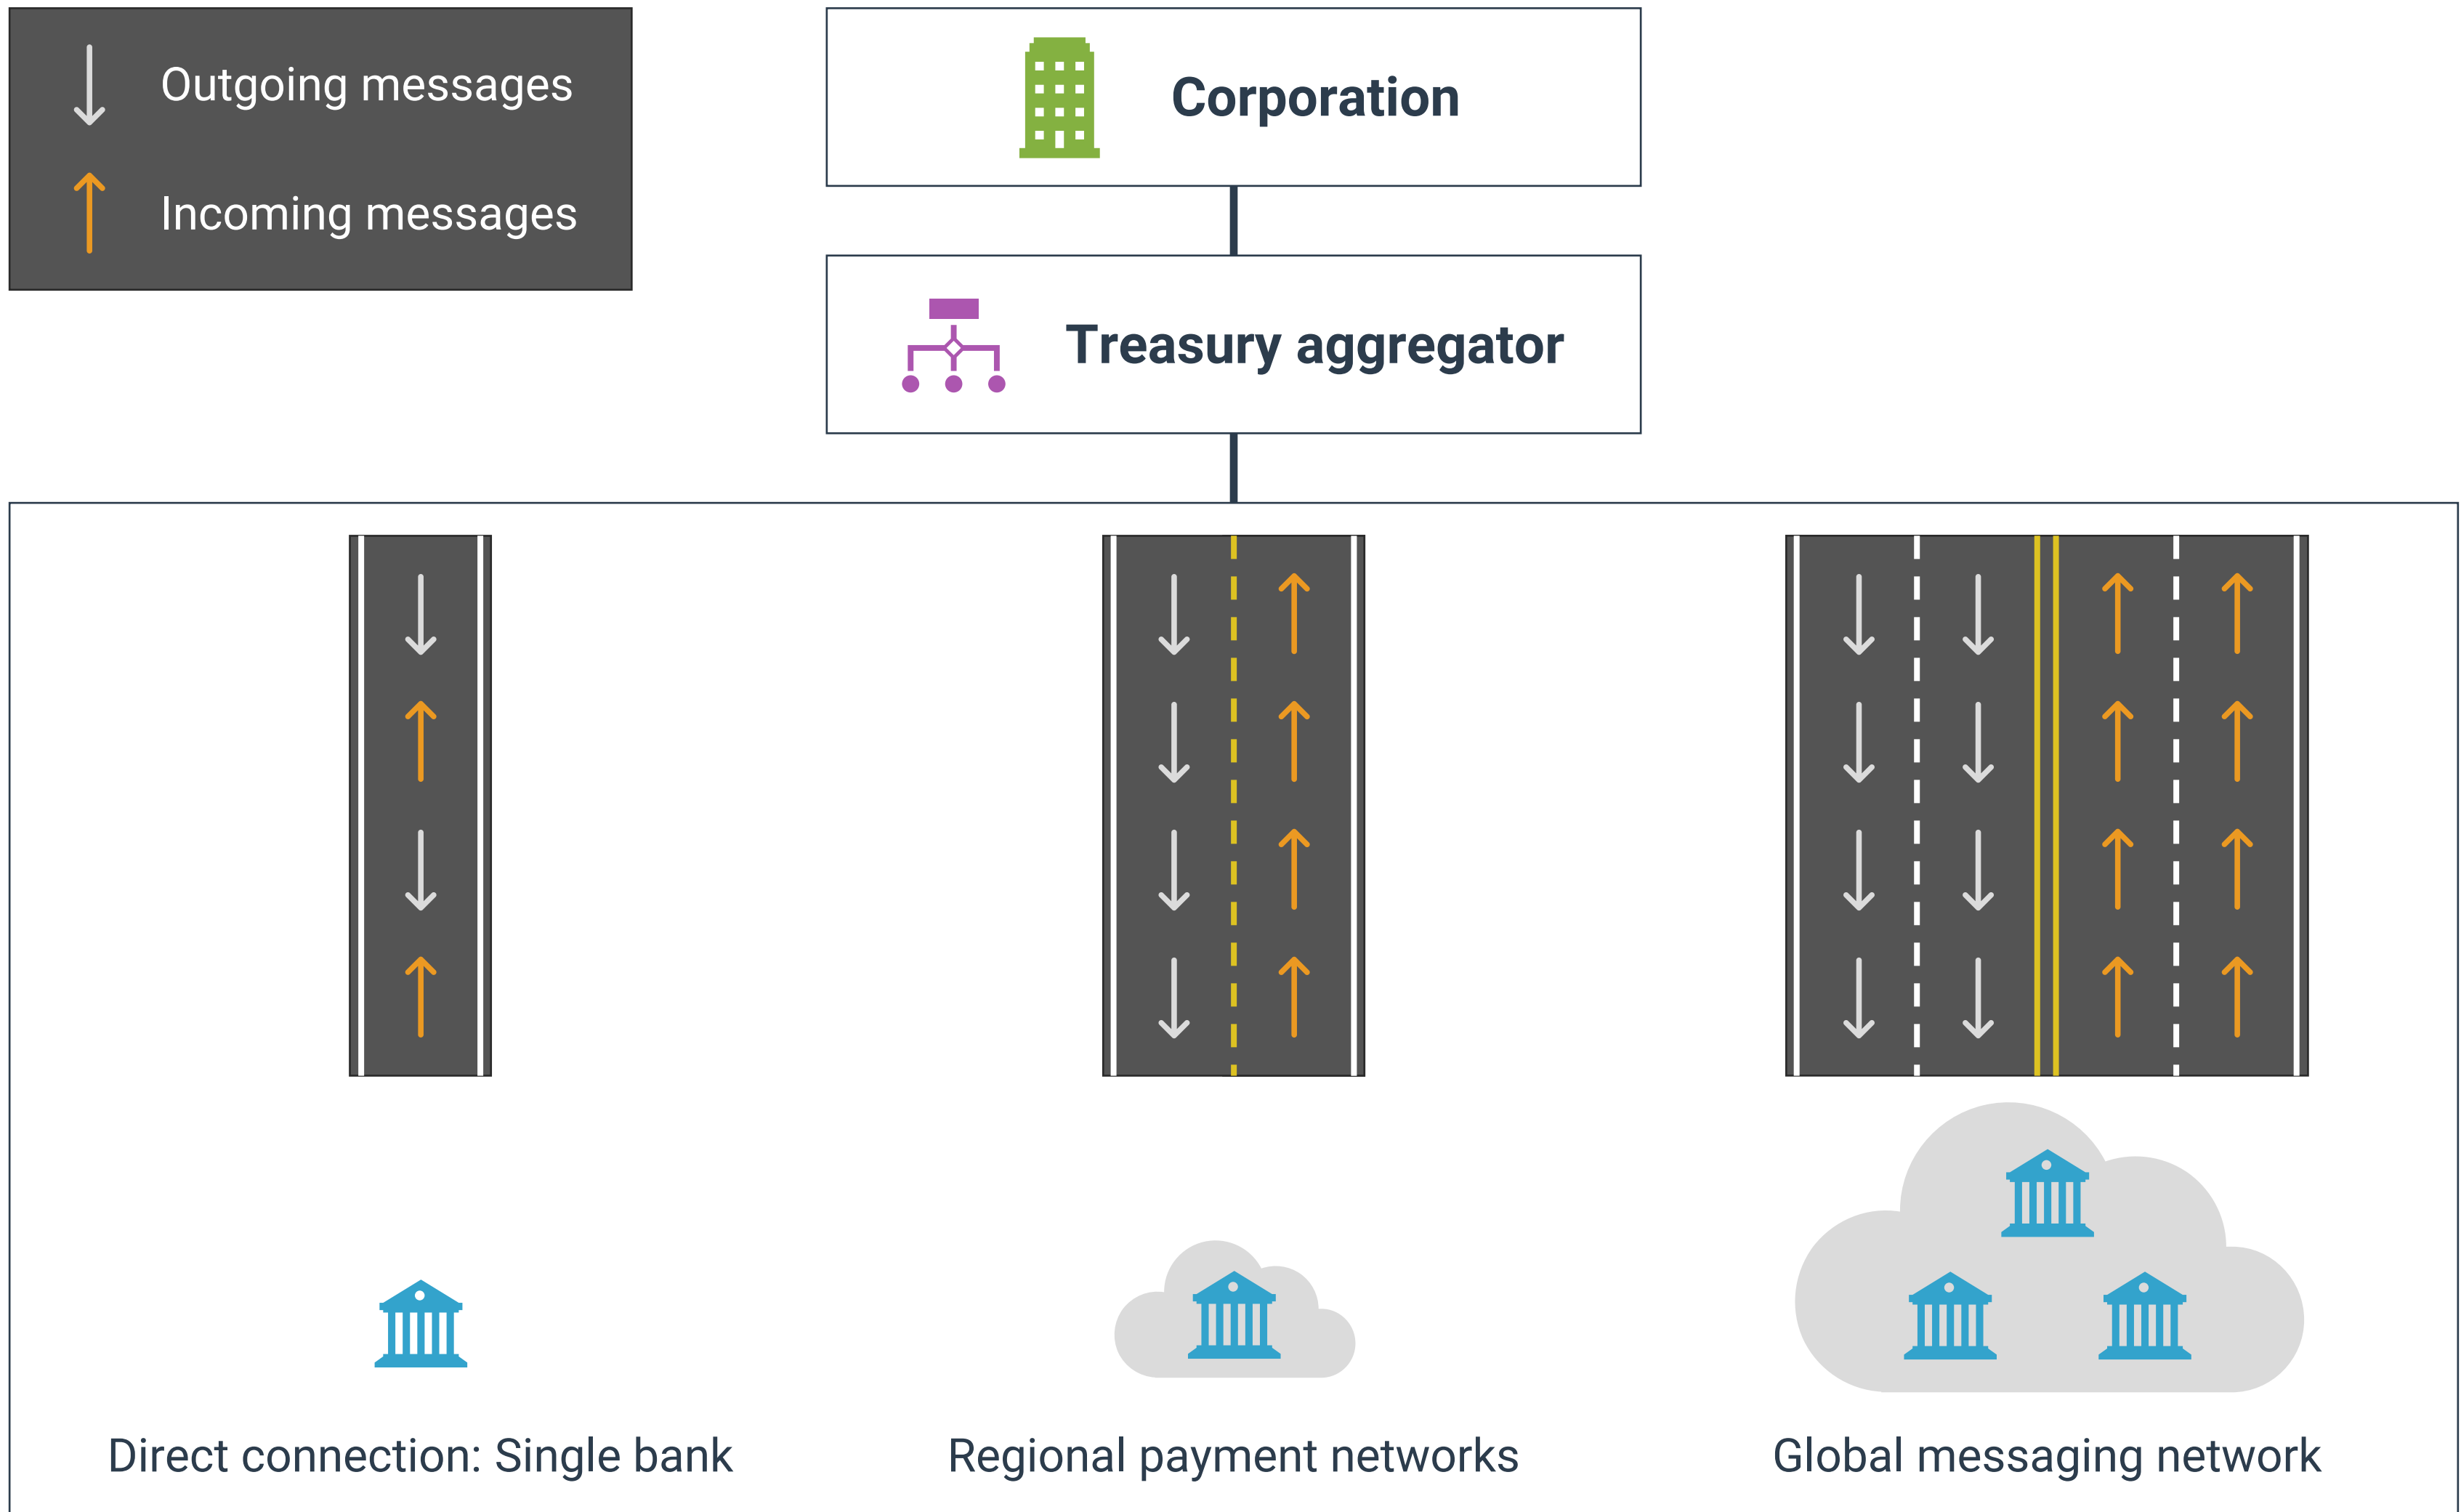 Outgoing messages
Incoming messages
Corporation
Treasury aggregator
Direct connection: Single bank
Regional payment networks
Global messaging network